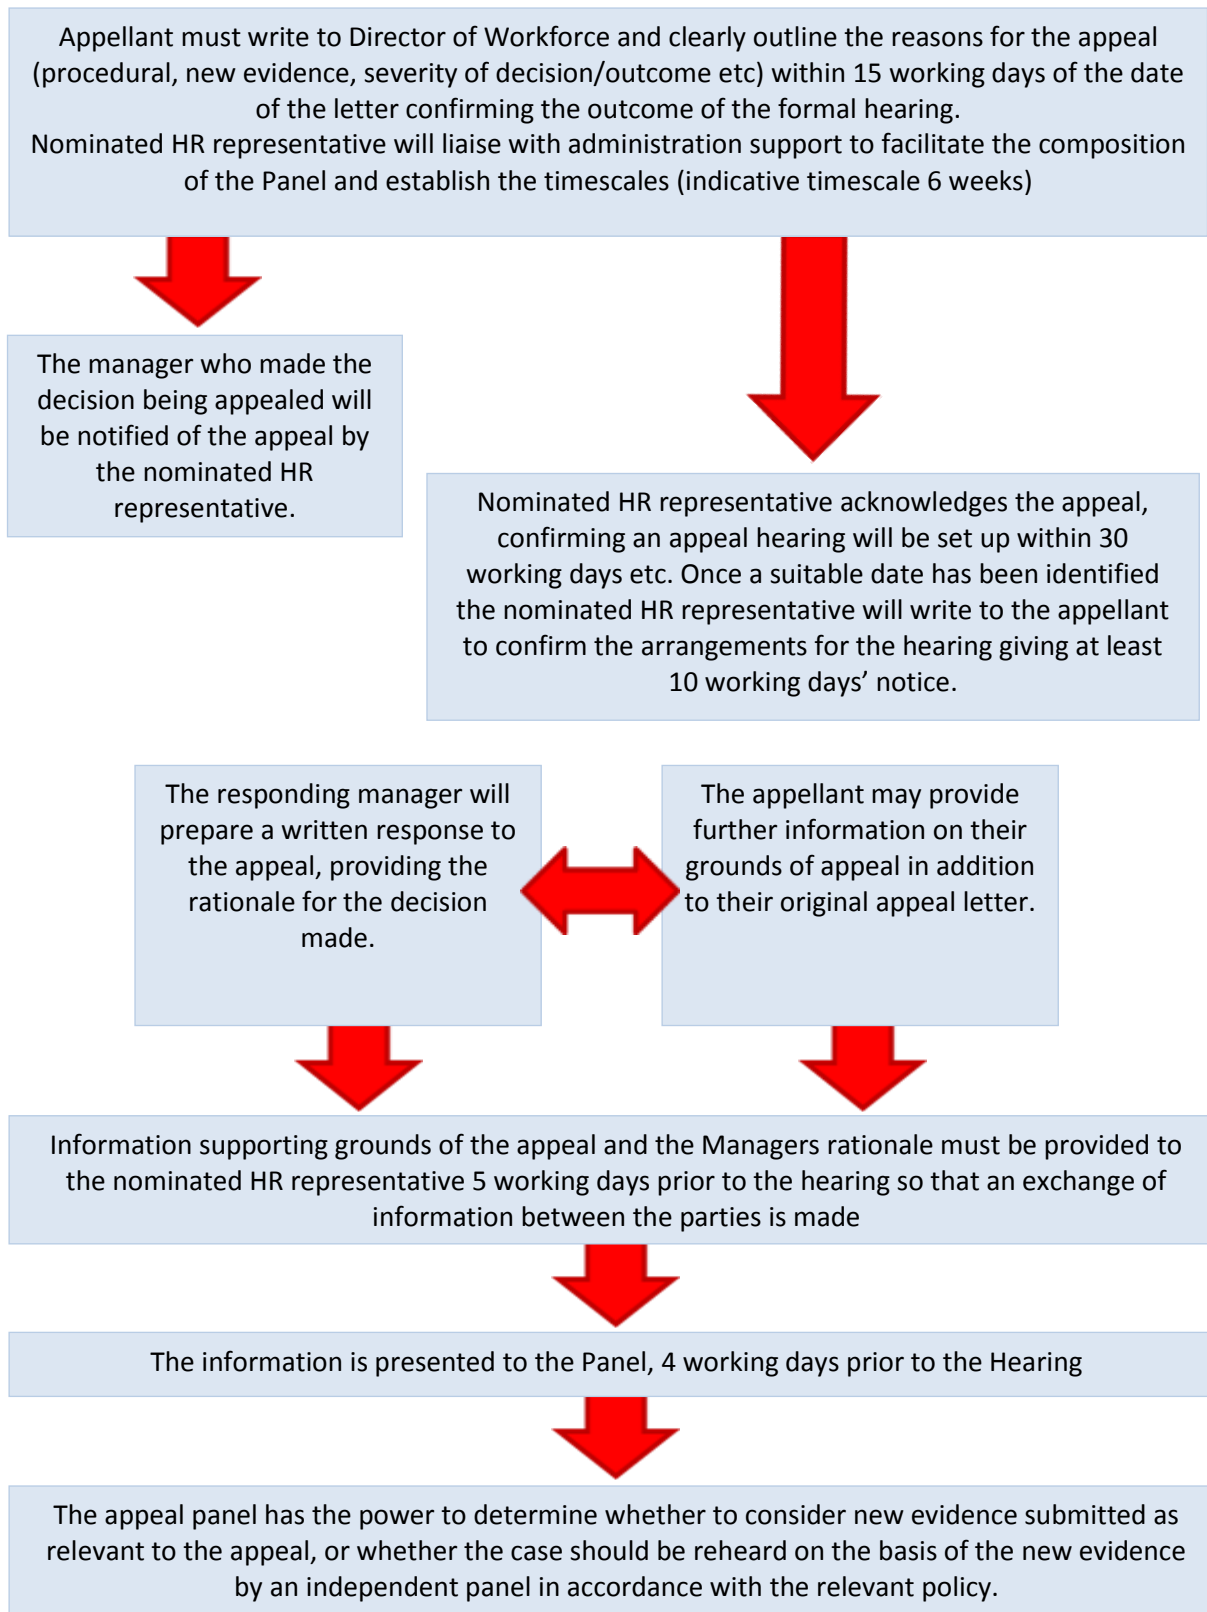 Appellant must write to Director of Workforce and clearly outline the reasons for the appeal
(procedural, new evidence, severity of decision/outcome etc) within 15 working days of the date
of the letter confirming the outcome of the formal hearing.
Nominated HR representative will liaise with administration support to facilitate the composition
of the Panel and establish the timescales (indicative timescale 6 weeks)
The manager who made the
decision being appealed will
be notified of the appeal by
the nominated HR
representative.
Nominated HR representative acknowledges the appeal,
confirming an appeal hearing will be set up within 30
working days etc. Once a suitable date has been identified
the nominated HR representative will write to the appellant
to confirm the arrangements for the hearing giving at least
10 working days’ notice.
The responding manager will
prepare a written response to
the appeal, providing the
rationale for the decision
made.
The appellant may provide
further information on their
grounds of appeal in addition
to their original appeal letter.
Information supporting grounds of the appeal and the Managers rationale must be provided to
the nominated HR representative 5 working days prior to the hearing so that an exchange of
information between the parties is made
The information is presented to the Panel, 4 working days prior to the Hearing
The appeal panel has the power to determine whether to consider new evidence submitted as
relevant to the appeal, or whether the case should be reheard on the basis of the new evidence
by an independent panel in accordance with the relevant policy.